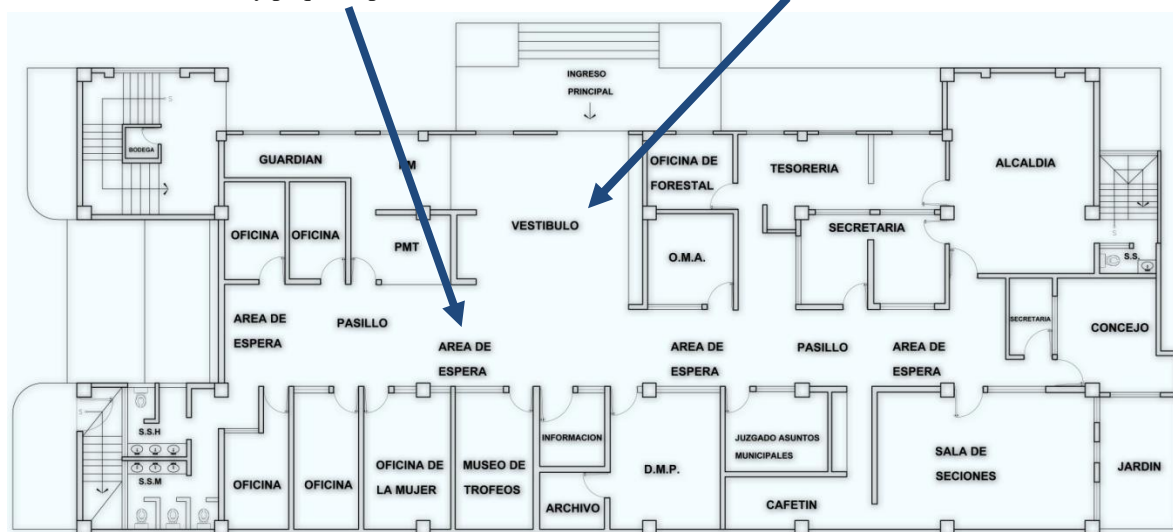 INGRESO
PRINCIPAL
S
BODEGA
GUARDIAN
OFICINA DE
FORESTAL
TESORERIA
ALCALDIA
OFICINA
OFICINA
PMT
VESTIBULO
SECRETARIA
O.M.A.
S
S.S.
AREA DE
ESPERA
PASILLO
AREA DE
ESPERA
AREA DE
ESPERA
PASILLO
AREA DE
ESPERA
SECRETARIA
CONCEJO
S
S.S.H
S.S.M
OFICINA
OFICINA
OFICINA DE
LA MUJER
MUSEO DE
TROFEOS
INFORMACION
ARCHIVO
D.M.P.
JUZGADO ASUNTOS
MUNICIPALES
CAFETIN
SALA DE
SECIONES
JARDIN